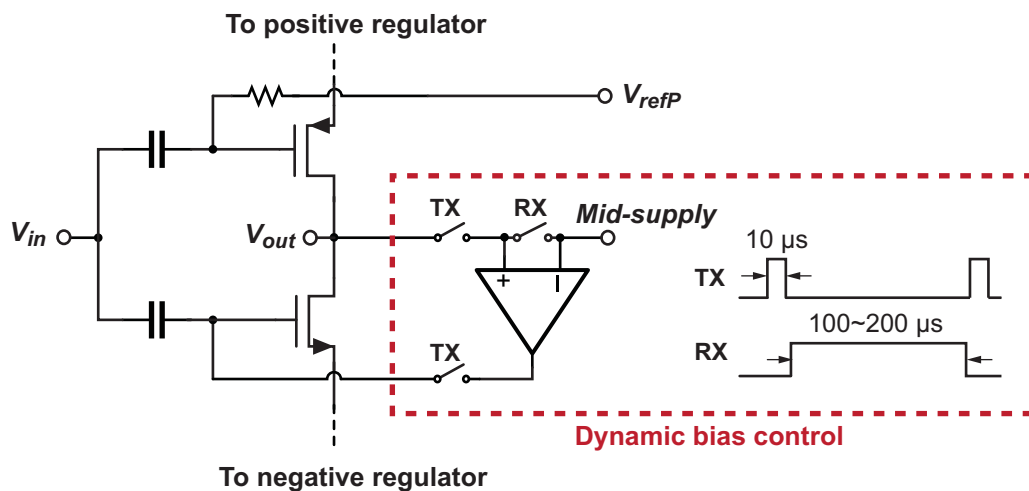 To positive regulator
VrefP
TX
RX
Mid-supply
Vin
Vout
10 µs
TX
+
−
100~200 µs
TX
RX
Dynamic bias control
To negative regulator